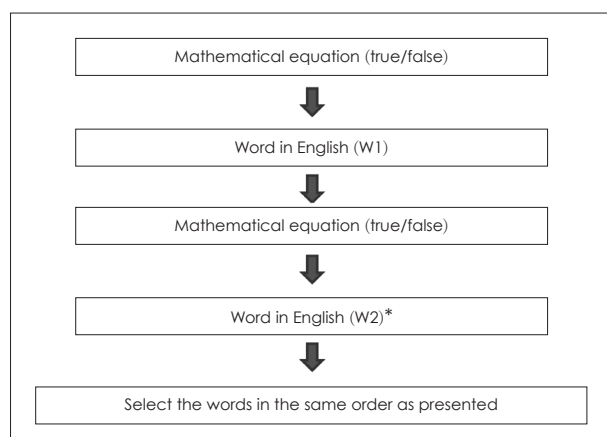 Mathematical equation (true/false)
Word in English (W1)
Mathematical equation (true/false)
Word in English (W2)*
Select the words in the same order as presented